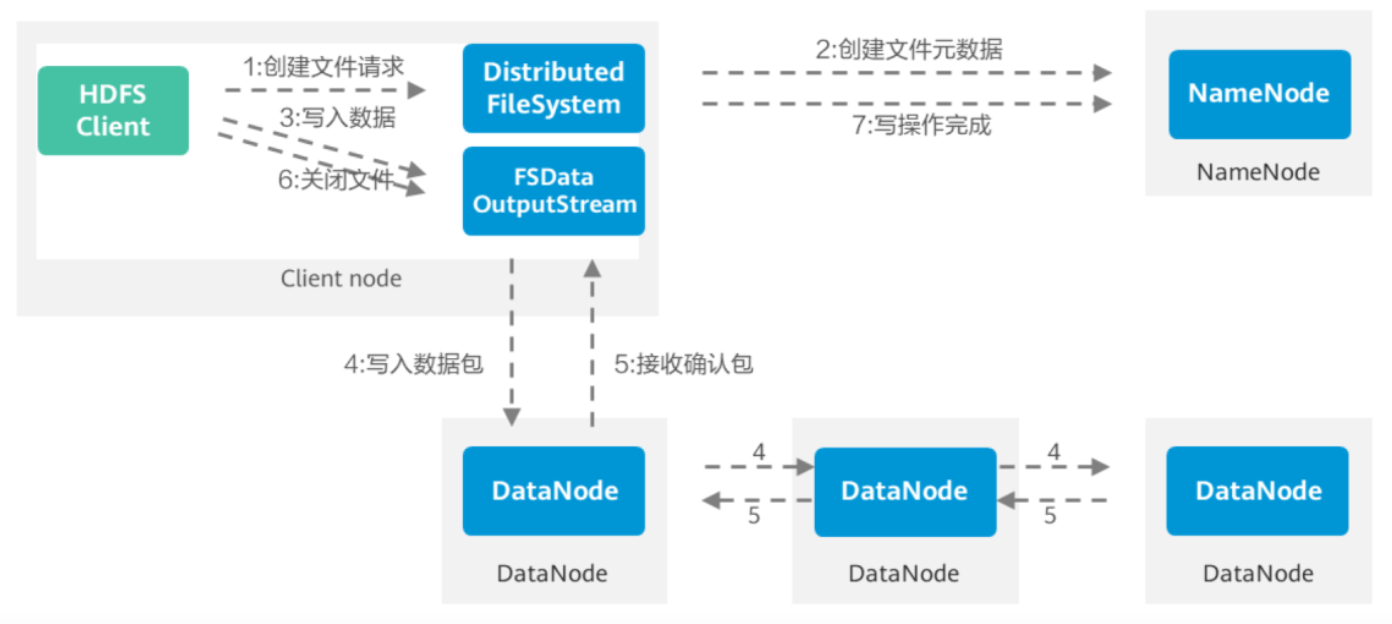 HDFS
Client
1:创建文件请求
3:写入数据
6:关闭文件
Distributed
FileSystem
FSData
OutputStream
Client node
2:创建文件元数据
7:写操作完成
NameNode
NameNode
4:写入数据包
5:接收确认包
DataNode
DataNode
4
5
DataNode
DataNode
4
5
DataNode
DataNode